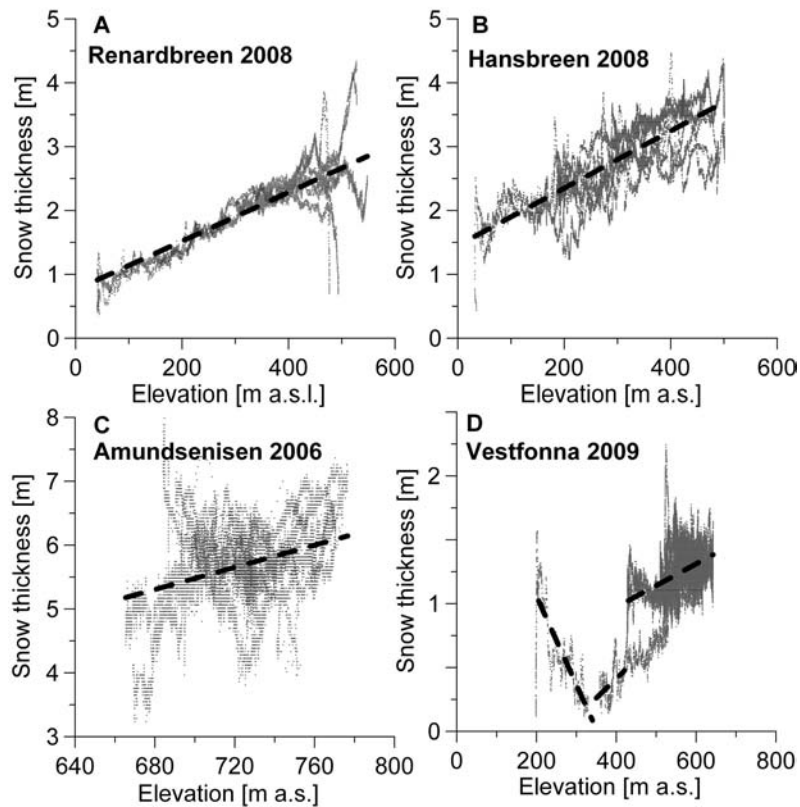 A
Renardbreen 2008
Snow thickness [m]
5
4
3
2
1
0
0
200
400
600
Elevation [m a.s.l.]
B
Hansbreen 2008
Snow thickness [m]
5
4
3
2
1
0
0
200
400
600
Elevation [m a.s.]
C
Amundsenisen 2006
Snow thickness [m]
8
7
6
5
4
3
640
680
720
760
800
Elevation [m a.s.]
D
Vestfonna 2009
Snow thickness [m]
2
1
0
0
200
400
600
800
Elevation [m a.s.]